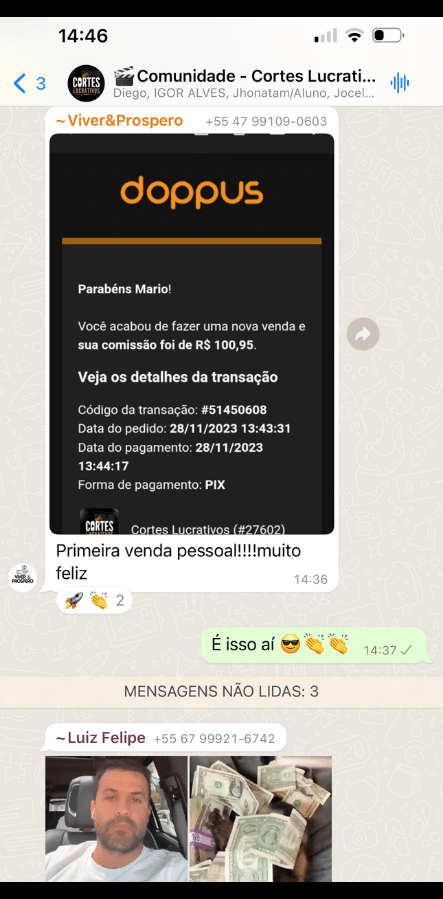 14:46
3
Comunidade - Cortes Lucrati...
Diego, IGOR ALVES, Jhonatam/Aluno, Jocel...
~Viver&Prospero +55 47 99109-0603
doppus
Parabéns Mario!
Você acabou de fazer uma nova venda e
sua comissão foi de R$ 100,95.
Veja os detalhes da transação
Código da transação: #51450608
Data do pedido: 28/11/2023 13:43:31
Data do pagamento: 28/11/2023
13:44:17
Forma de pagamento: PIX
CORTES
Cortes Lucrativos (#27602)
Primeira venda pessoal!!!!muito
feliz
14:36
🚀 👏 2
É isso aí 😎👏👏 14:37
MENSAGENS NÃO LIDAS: 3
~Luiz Felipe +55 67 99921-6742